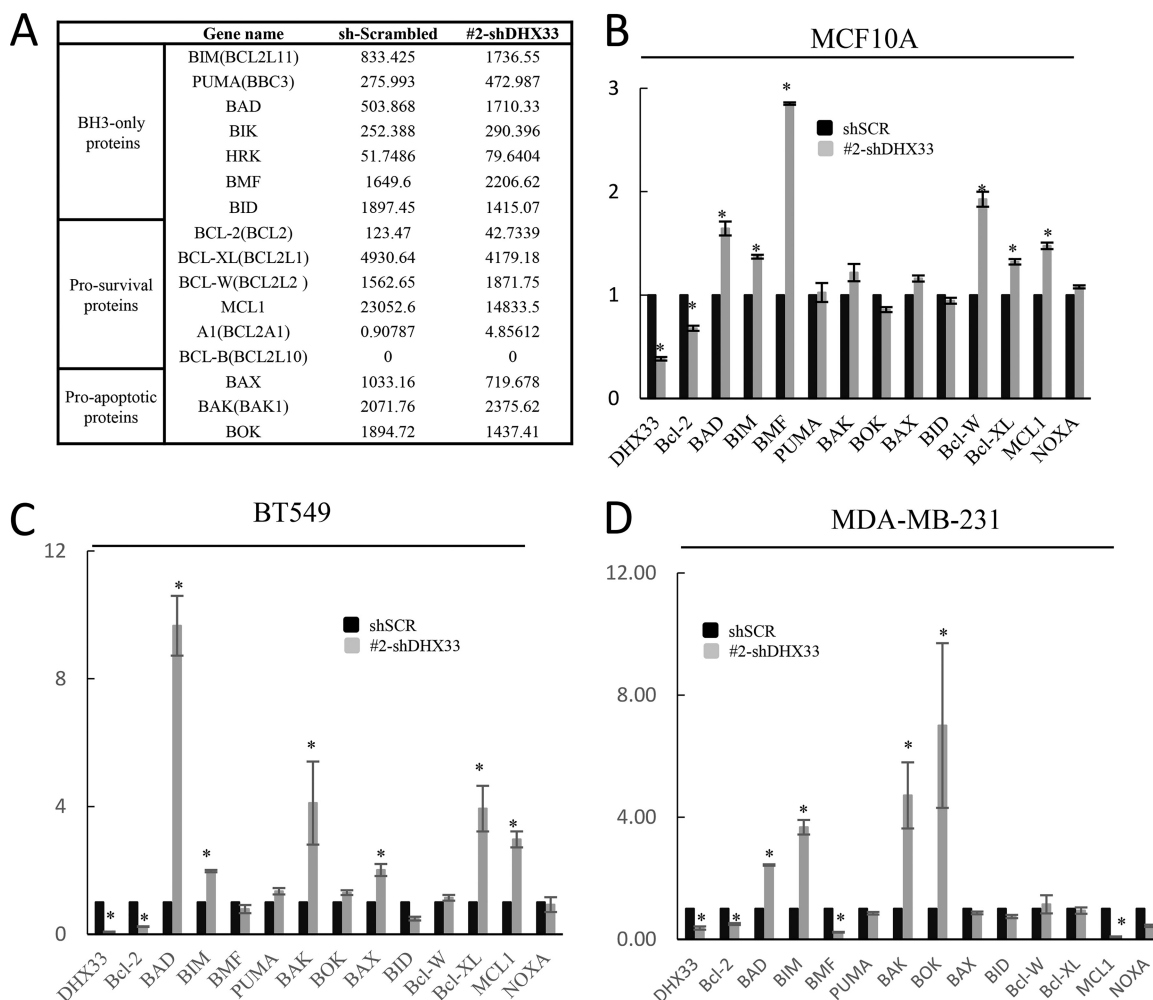 A
Gene name sh-Scrambled #2-shDHX33
BH3-only proteins
BIM(BCL2L11) 833.425 1736.55
PUMA(BBC3) 275.993 472.987
BAD 503.868 1710.33
BIK 252.388 290.396
HRK 51.7486 79.6404
BMF 1649.6 2206.62
BID 1897.45 1415.07
Pro-survival proteins
BCL-2(BCL2) 123.47 42.7339
BCL-XL(BCL2L1) 4930.64 4179.18
BCL-W(BCL2L2 ) 1562.65 1871.75
MCL1 23052.6 14833.5
A1(BCL2A1) 0.90787 4.85612
BCL-B(BCL2L10) 0 0
Pro-apoptotic proteins
BAX 1033.16 719.678
BAK(BAK1) 2071.76 2375.62
BOK 1894.72 1437.41
B
MCF10A
3
2
1
0
shSCR
#2-shDHX33
* * * * * * * *
DHX33 Bcl-2 BAD BIM BMF PUMA BAK BOK BAX BID Bcl-W Bcl-XL MCL1 NOXA
C
BT549
12
8
4
0
shSCR
#2-shDHX33
* * * * * * * *
DHX33 Bcl-2 BAD BIM BMF PUMA BAK BOK BAX BID Bcl-W Bcl-XL MCL1 NOXA
D
MDA-MB-231
12.00
8.00
4.00
0.00
shSCR
#2-shDHX33
* * * * * * * *
DHX33 Bcl-2 BAD BIM BMF PUMA BAK BOK BAX BID Bcl-W Bcl-XL MCL1 NOXA